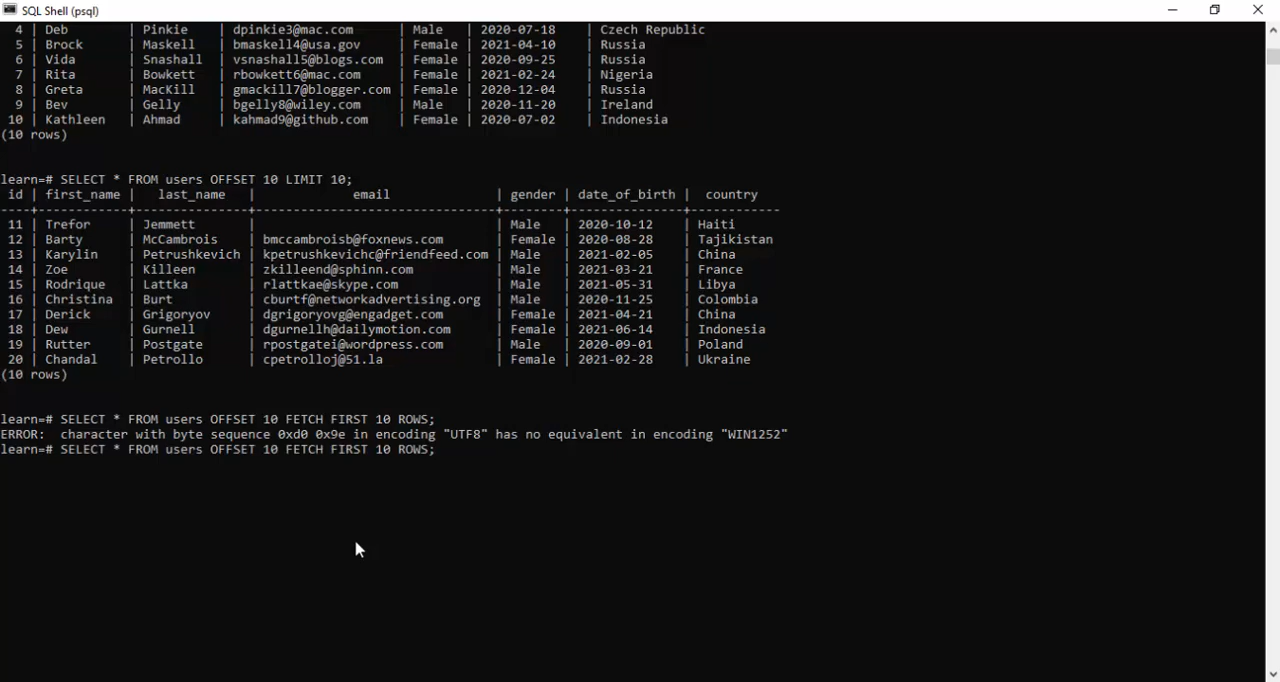 SQL Shell (psql)
4 | Deb | Pinkie | dpinkie3@mac.com | Male | 2020-07-18 | Czech Republic
5 | Brock | Maskell | bmaskell4@usa.gov | Female | 2021-04-10 | Russia
6 | Vida | Snashall | vsnashall5@blogs.com | Female | 2020-09-25 | Russia
7 | Rita | Bowkett | rbowkett6@mac.com | Female | 2021-02-24 | Nigeria
8 | Greta | MacKill | gmackill7@blogger.com | Female | 2020-12-04 | Russia
9 | Bev | Gelly | bgelly8@wiley.com | Male | 2020-11-20 | Ireland
10 | Kathleen | Ahmad | kahmad9@github.com | Female | 2020-07-02 | Indonesia
(10 rows)
learn=# SELECT * FROM users OFFSET 10 LIMIT 10;
id | first_name | last_name | email | gender | date_of_birth | country
----+------------+---------------+--------------------------------+--------+---------------+-----------
11 | Trefor | Jemmett | | Male | 2020-10-12 | Haiti
12 | Barty | McCambrois | bmccambroisb@foxnews.com | Female | 2020-08-28 | Tajikistan
13 | Karylin | Petrushkevich | kpetrushkevichc@friendfeed.com | Male | 2021-02-05 | China
14 | Zoe | Killeen | zkilleend@sphinn.com | Male | 2021-03-21 | France
15 | Rodrique | Lattka | rlattkae@skype.com | Male | 2021-05-31 | Libya
16 | Christina | Burt | cburtf@networkadvertising.org | Male | 2020-11-25 | Colombia
17 | Derick | Grigoryov | dgrigoryovg@engadget.com | Female | 2021-04-21 | China
18 | Dew | Gurnell | dgurnellh@dailymotion.com | Female | 2021-06-14 | Indonesia
19 | Rutter | Postgate | rpostgatei@wordpress.com | Male | 2020-09-01 | Poland
20 | Chandal | Petrollo | cpetrolloj@51.la | Female | 2021-02-28 | Ukraine
(10 rows)
learn=# SELECT * FROM users OFFSET 10 FETCH FIRST 10 ROWS;
ERROR:  character with byte sequence 0xd0 0x9e in encoding "UTF8" has no equivalent in encoding "WIN1252"
learn=# SELECT * FROM users OFFSET 10 FETCH FIRST 10 ROWS;